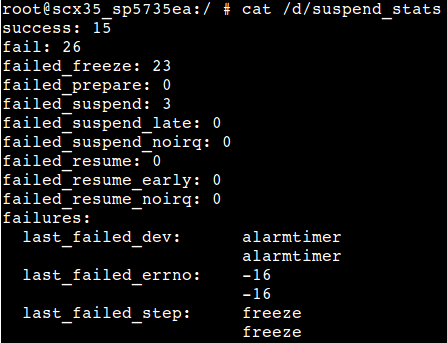 root@scx35_sp5735ea:/ # cat /d/suspend_stats
success: 15
fail: 26
failed_freeze: 23
failed_prepare: 0
failed_suspend: 3
failed_suspend_late: 0
failed_suspend_noirq: 0
failed_resume: 0
failed_resume_early: 0
failed_resume_noirq: 0
failures:
  last_failed_dev:      alarmtimer
                        alarmtimer
  last_failed_errno:    -16
                        -16
  last_failed_step:     freeze
                        freeze